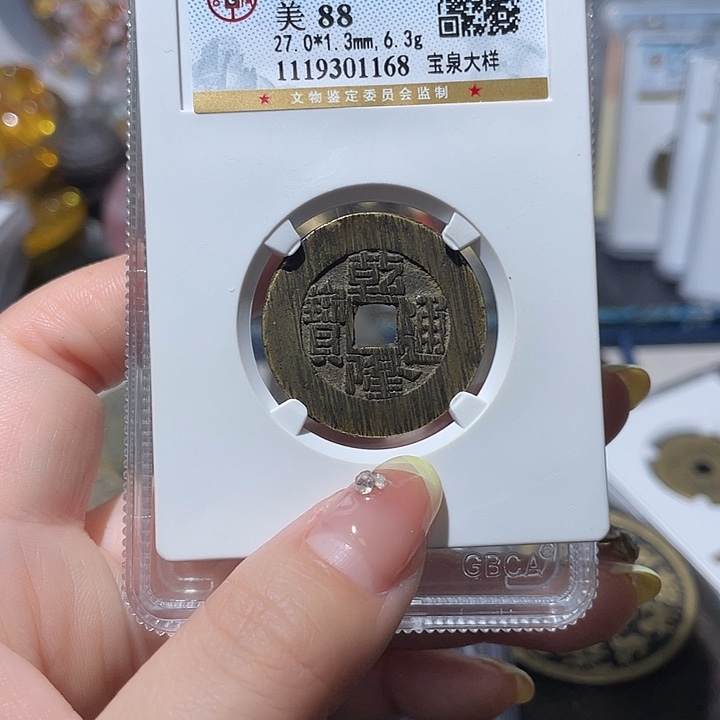 美 88
27.0*1.3mm,6.3g
1119301168 宝泉大样
★ 文物鉴定委员会监制 ★
乾隆通寶
GBCA®